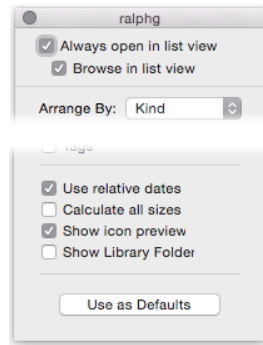 ralphg
Always open in list view
Browse in list view
Arrange By: Kind
Tags
Use relative dates
Calculate all sizes
Show icon preview
Show Library Folder
Use as Defaults